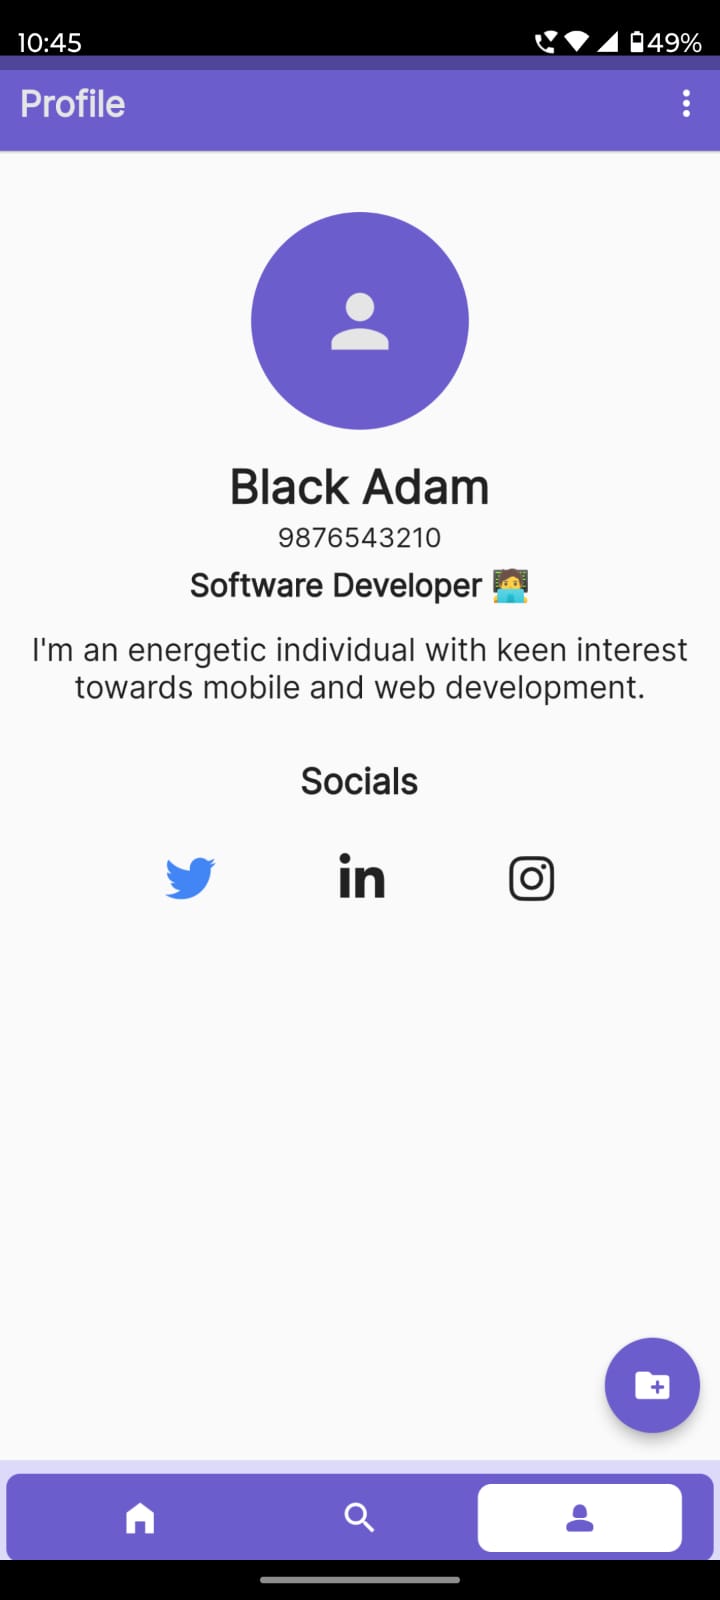 10:45
49%
Profile
Black Adam
9876543210
Software Developer 🧑‍💻
I'm an energetic individual with keen interest
towards mobile and web development.
Socials
in